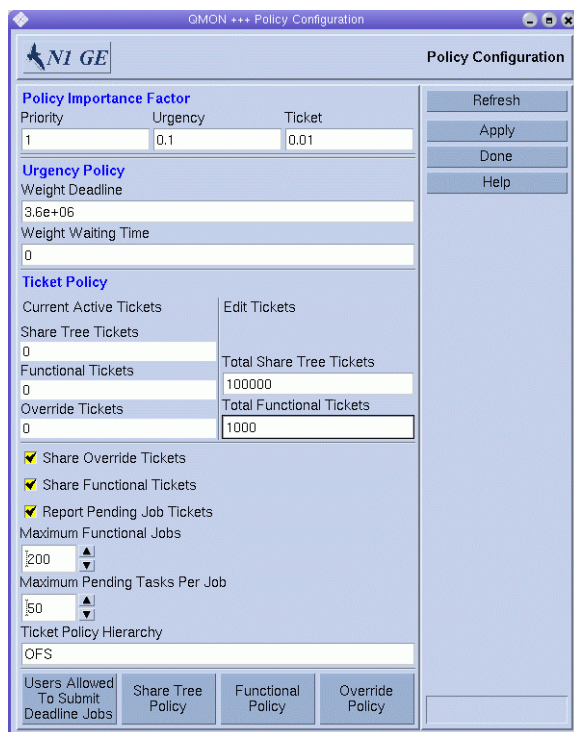 QMON +++ Policy Configuration
N1 GE
Policy Configuration
Policy Importance Factor
Priority Urgency Ticket
1 0.1 0.01
Urgency Policy
Weight Deadline
3.6e+06
Weight Waiting Time
0
Ticket Policy
Current Active Tickets
Share Tree Tickets
0
Functional Tickets
0
Override Tickets
0
Edit Tickets
Total Share Tree Tickets
100000
Total Functional Tickets
1000
Share Override Tickets
Share Functional Tickets
Report Pending Job Tickets
Maximum Functional Jobs
200
Maximum Pending Tasks Per Job
50
Ticket Policy Hierarchy
OFS
Users Allowed
To Submit
Deadline Jobs
Share Tree
Policy
Functional
Policy
Override
Policy
Refresh
Apply
Done
Help